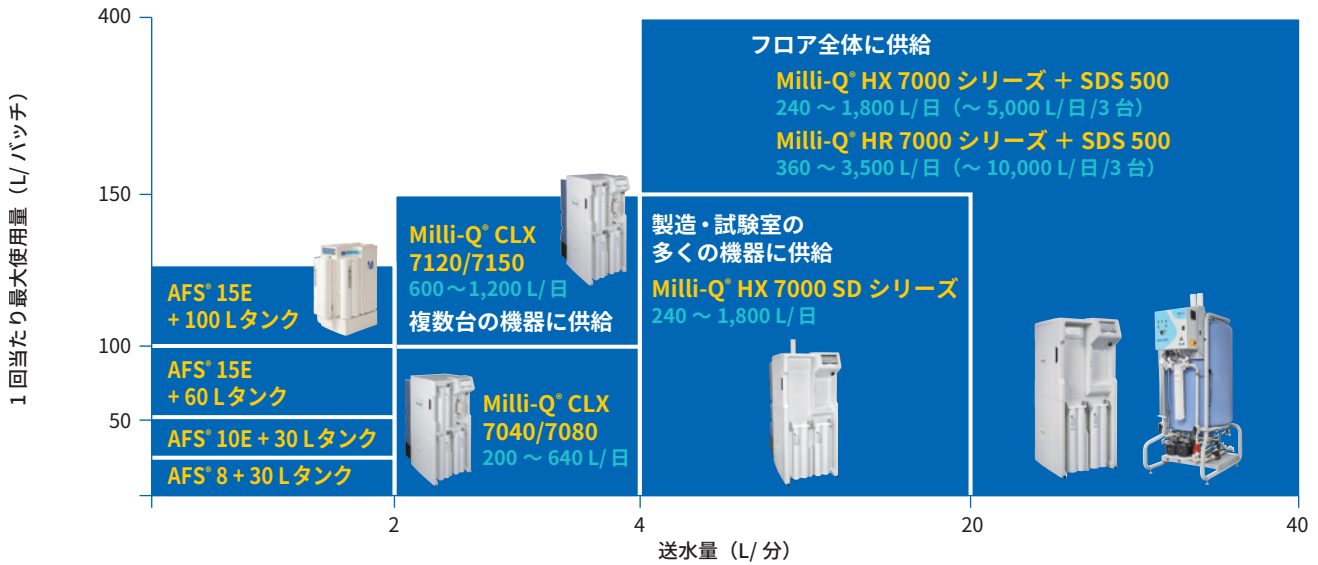 400
150
100
50
1 回当たり最大使用量（L/ バッチ）
フロア全体に供給
Milli-Q® HX 7000 シリーズ ＋ SDS 500
240 ～ 1,800 L/ 日（～ 5,000 L/ 日 /3 台）
Milli-Q® HR 7000 シリーズ ＋ SDS 500
360 ～ 3,500 L/ 日（～ 10,000 L/ 日 /3 台）
Milli-Q® CLX
7120/7150
600 ～ 1,200 L/ 日
複数台の機器に供給
製造・試験室の
多くの機器に供給
Milli-Q® HX 7000 SD シリーズ
240 ～ 1,800 L/ 日
AFS® 15E
+ 100 L タンク
AFS® 15E
+ 60 L タンク
AFS® 10E + 30 L タンク
AFS® 8 + 30 L タンク
Milli-Q® CLX
7040/7080
200 ～ 640 L/ 日
2
4
20
40
送水量（L/ 分）